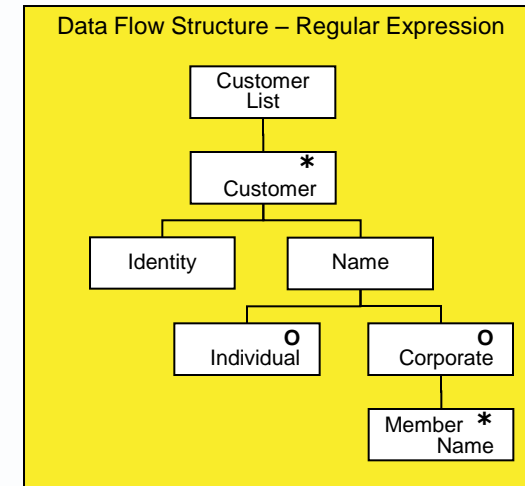 Data Flow Structure – Regular Expression
Customer
List
*
Customer
Identity
Name
o
Individual
o
Corporate
Member *
Name